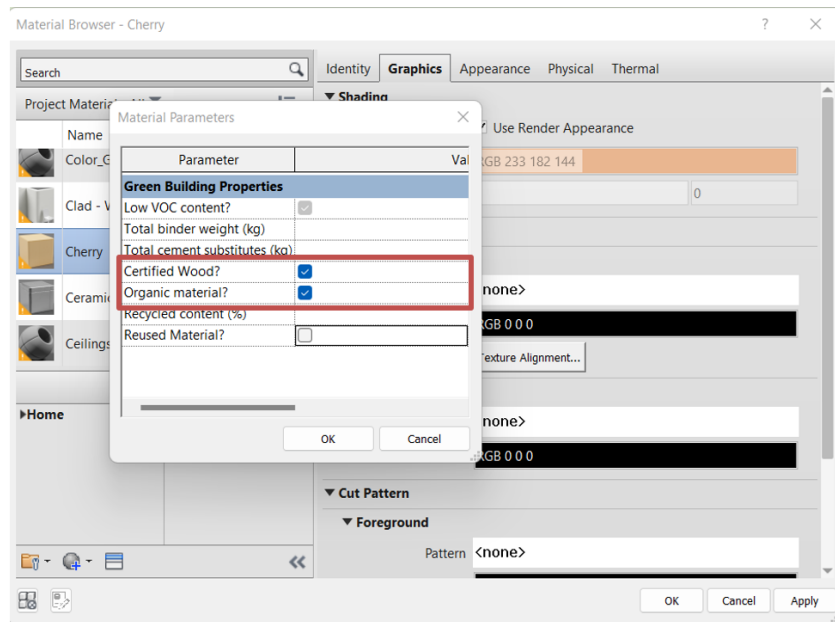 Material Browser - Cherry
Search
Project Materia
Name
Color_G
Clad - V
Cherry
Cerami
Ceilings
Home
Identity Graphics Appearance Physical Thermal
Shading
Use Render Appearance
RGB 233 182 144
0
none>
RGB 0 0 0
Texture Alignment...
none>
RGB 0 0 0
Cut Pattern
Foreground
Pattern <none>
Material Parameters
Parameter Val
Green Building Properties
Low VOC content?
Total binder weight (kg)
Total cement substitutes (kg)
Certified Wood?
Organic material?
Recycled content (%)
Reused Material?
OK Cancel
OK Cancel Apply